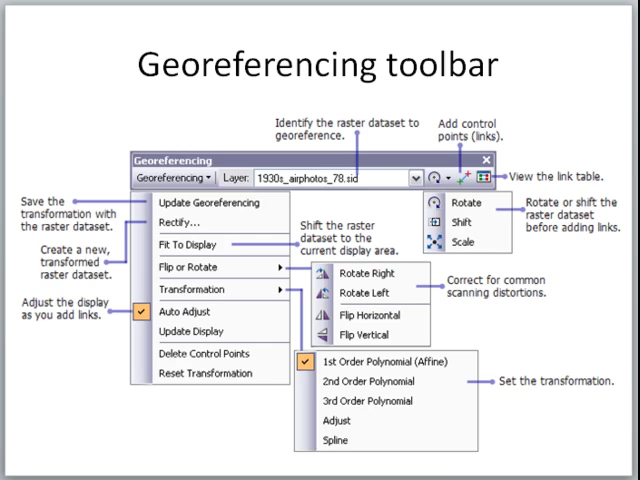 Georeferencing toolbar
Identify the raster dataset to
georeference.
Add control
points (links).
Georeferencing
Georeferencing
Layer:
1930s_airphotos_78.sid
View the link table.
Save the
transformation with
the raster dataset.
Create a new,
transformed
raster dataset.
Adjust the display
as you add links.
Update Georeferencing
Rectify...
Fit To Display
Flip or Rotate
Transformation
Auto Adjust
Update Display
Delete Control Points
Reset Transformation
Shift the raster
dataset to the
current display area.
Rotate
Shift
Scale
Rotate or shift the
raster dataset
before adding links.
Rotate Right
Rotate Left
Flip Horizontal
Flip Vertical
Correct for common
scanning distortions.
1st Order Polynomial (Affine)
2nd Order Polynomial
3rd Order Polynomial
Adjust
Spline
Set the transformation.